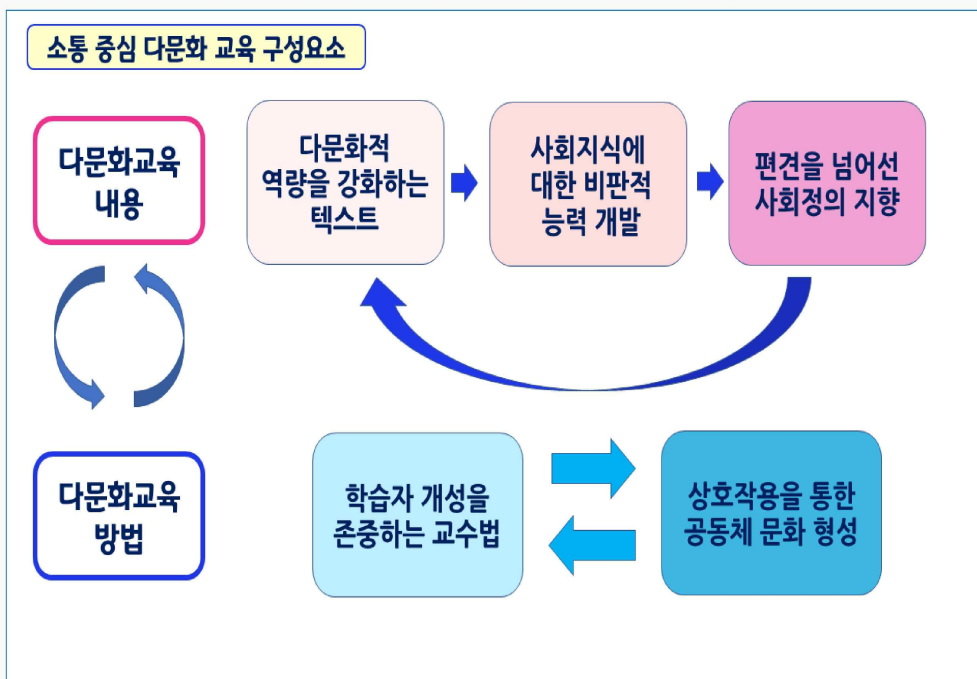 소통 중심 다문화 교육 구성요소
다문화교육
내용
다문화적
역량을 강화하는
텍스트
사회지식에
대한 비판적
능력 개발
편견을 넘어선
사회정의 지향
다문화교육
방법
학습자 개성을
존중하는 교수법
상호작용을 통한
공동체 문화 형성